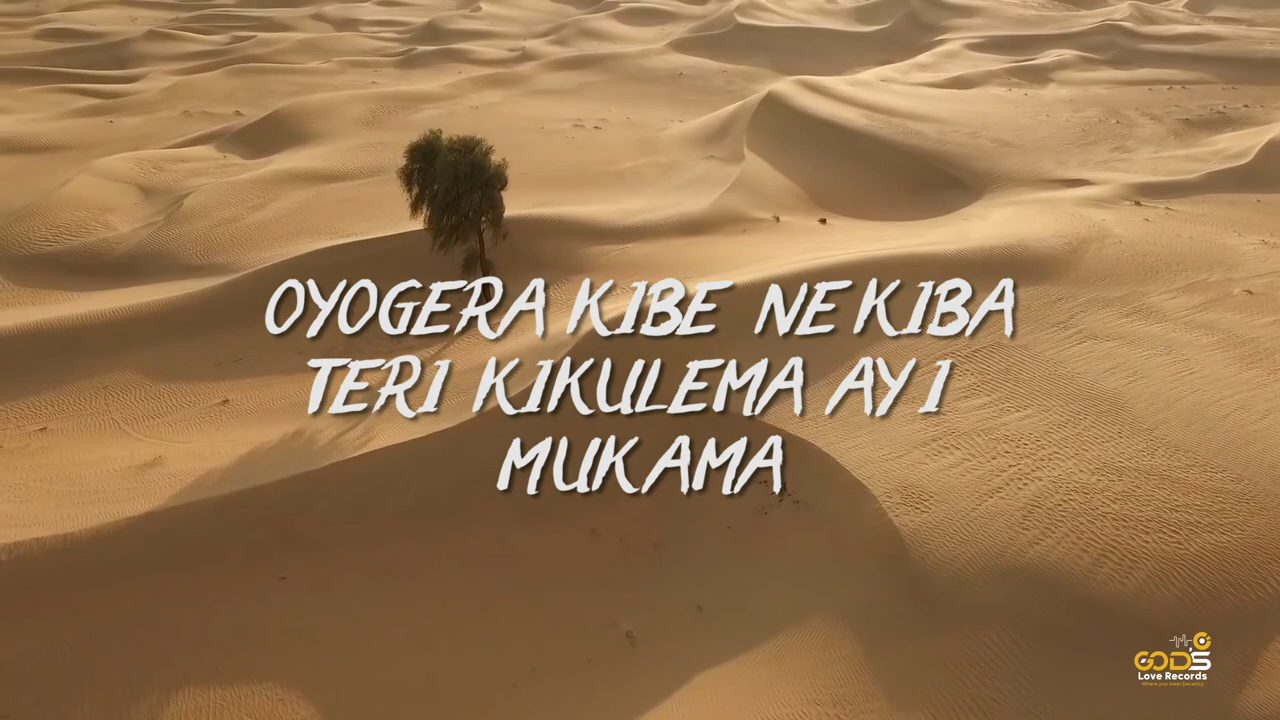 OYOGERA KIBE NE KIBA
TERI KIKULEMA AYI
MUKAMA
GOD'S
Love Records